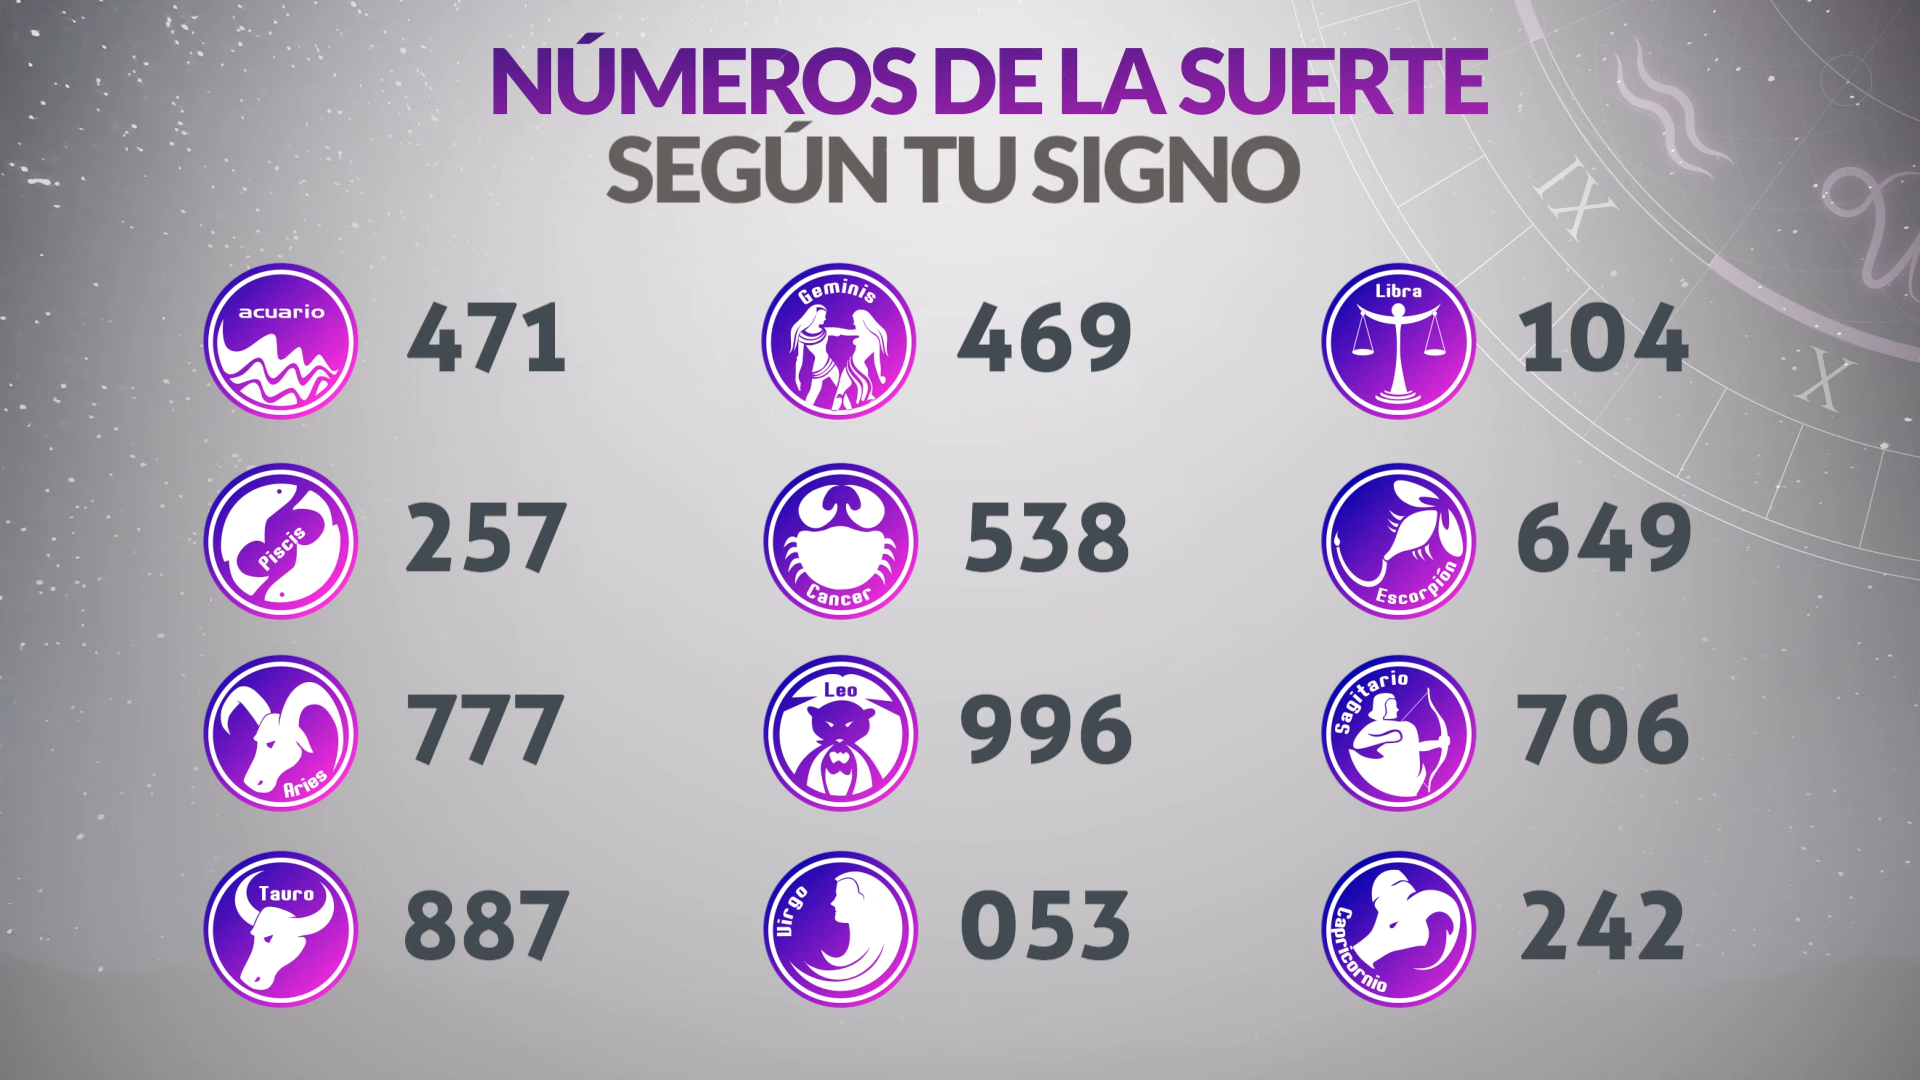 NÚMEROS DE LA SUERTE
SEGÚN TU SIGNO
IX
X
acuario 471
Geminis 469
Libra 104
Piscis 257
Cancer 538
Escorpión 649
Aries 777
Leo 996
Sagitario 706
Tauro 887
Virgo 053
Capricornio 242